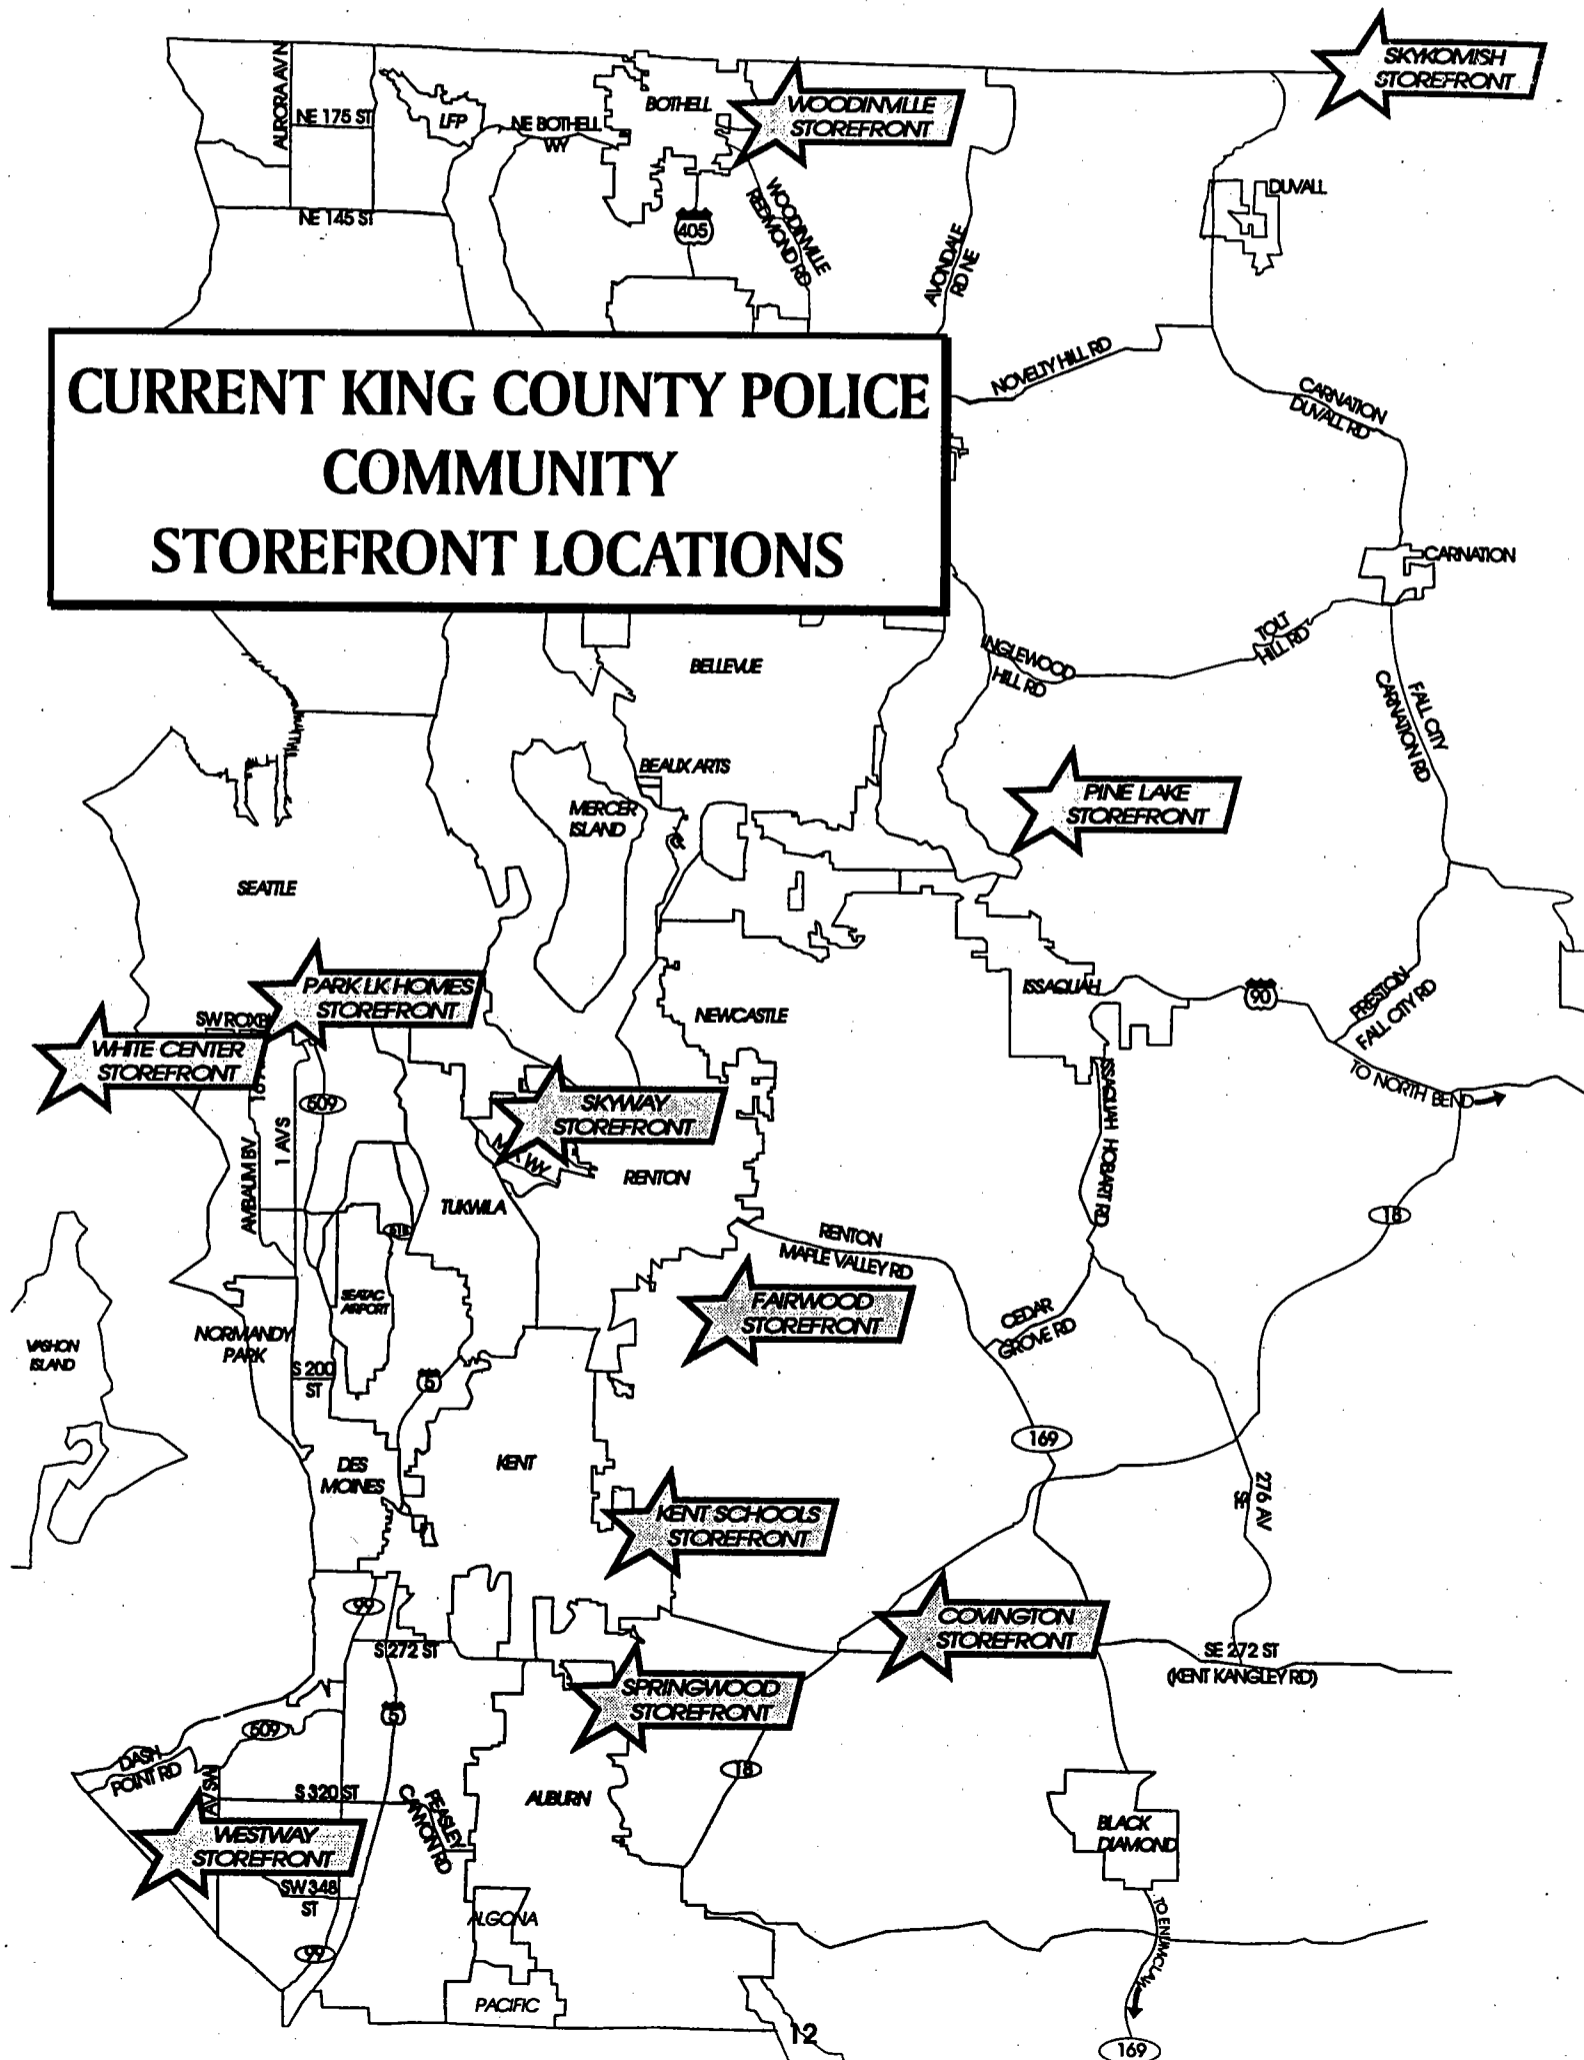 SKYKOMISH
STOREFRONT
AURORA AV N
NE 175 ST
LFP
NE BOTHELL
WY
BOTHELL
WOODINVILLE
STOREFRONT
DUVALL
NE 145 ST
405
WOODINVILLE
REDMOND RD
AVONDALE
RD NE
CURRENT KING COUNTY POLICE
COMMUNITY
STOREFRONT LOCATIONS
NOVELTY HILL RD
CARNATION
DUVALL RD
CARNATION
BELLEVUE
INGLEWOOD
HILL RD
TOLT
HILL RD
FALL CITY
CARNATION RD
BEAUX ARTS
MERCER
ISLAND
PINE LAKE
STOREFRONT
SEATTLE
PARK LK HOMES
STOREFRONT
SW ROXB
WHITE CENTER
STOREFRONT
NEWCASTLE
ISSAQUAH
90
PRESTON
FALL CITY RD
TO NORTH BEND
509
SKYWAY
STOREFRONT
AMBAUM BV
1 AV S
WY
RENTON
TUKWILA
ISSAQUAH HOBART RD
18
RENTON
MAPLE VALLEY RD
SEATAC
AIRPORT
FAIRWOOD
STOREFRONT
CEDAR
GROVE RD
VASHON
ISLAND
NORMANDY
PARK
S 200
ST
5
169
DES
MOINES
KENT
276 AV
SE
KENT SCHOOLS
STOREFRONT
99
S 272 ST
COVINGTON
STOREFRONT
SE 272 ST
(KENT KANGLEY RD)
SPRINGWOOD
STOREFRONT
5
509
DASH
POINT RD
AV SW
S 320 ST
PEASLEY
CANYON RD
AUBURN
18
BLACK
DIAMOND
WESTWAY
STOREFRONT
SW 348
ST
ALGONA
TO ENUMCLAW
99
PACIFIC
12
169